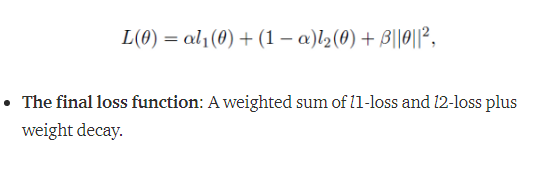 L(θ) = αl₁(θ) + (1 − α)l₂(θ) + β||θ||²,
• The final loss function: A weighted sum of l1-loss and l2-loss plus
weight decay.